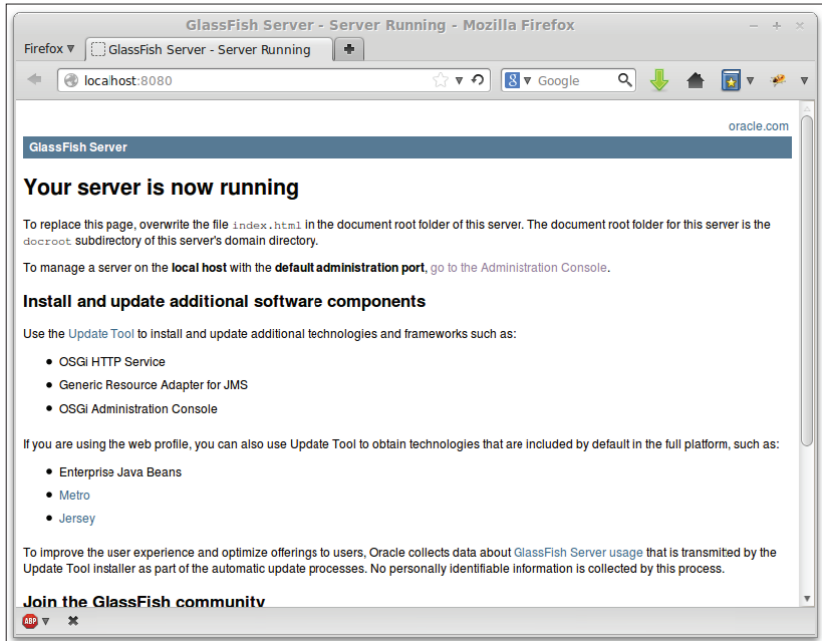 GlassFish Server - Server Running - Mozilla Firefox
Firefox
GlassFish Server - Server Running
localhost:8080
Google
oracle.com
GlassFish Server
Your server is now running
To replace this page, overwrite the file index.html in the document root folder of this server. The document root folder for this server is the
docroot subdirectory of this server's domain directory.
To manage a server on the local host with the default administration port, go to the Administration Console.
Install and update additional software components
Use the Update Tool to install and update additional technologies and frameworks such as:
OSGi HTTP Service
Generic Resource Adapter for JMS
OSGi Administration Console
If you are using the web profile, you can also use Update Tool to obtain technologies that are included by default in the full platform, such as:
Enterprise Java Beans
Metro
Jersey
To improve the user experience and optimize offerings to users, Oracle collects data about GlassFish Server usage that is transmitted by the
Update Tool installer as part of the automatic update processes. No personally identifiable information is collected by this process.
Join the GlassFish community
ABP